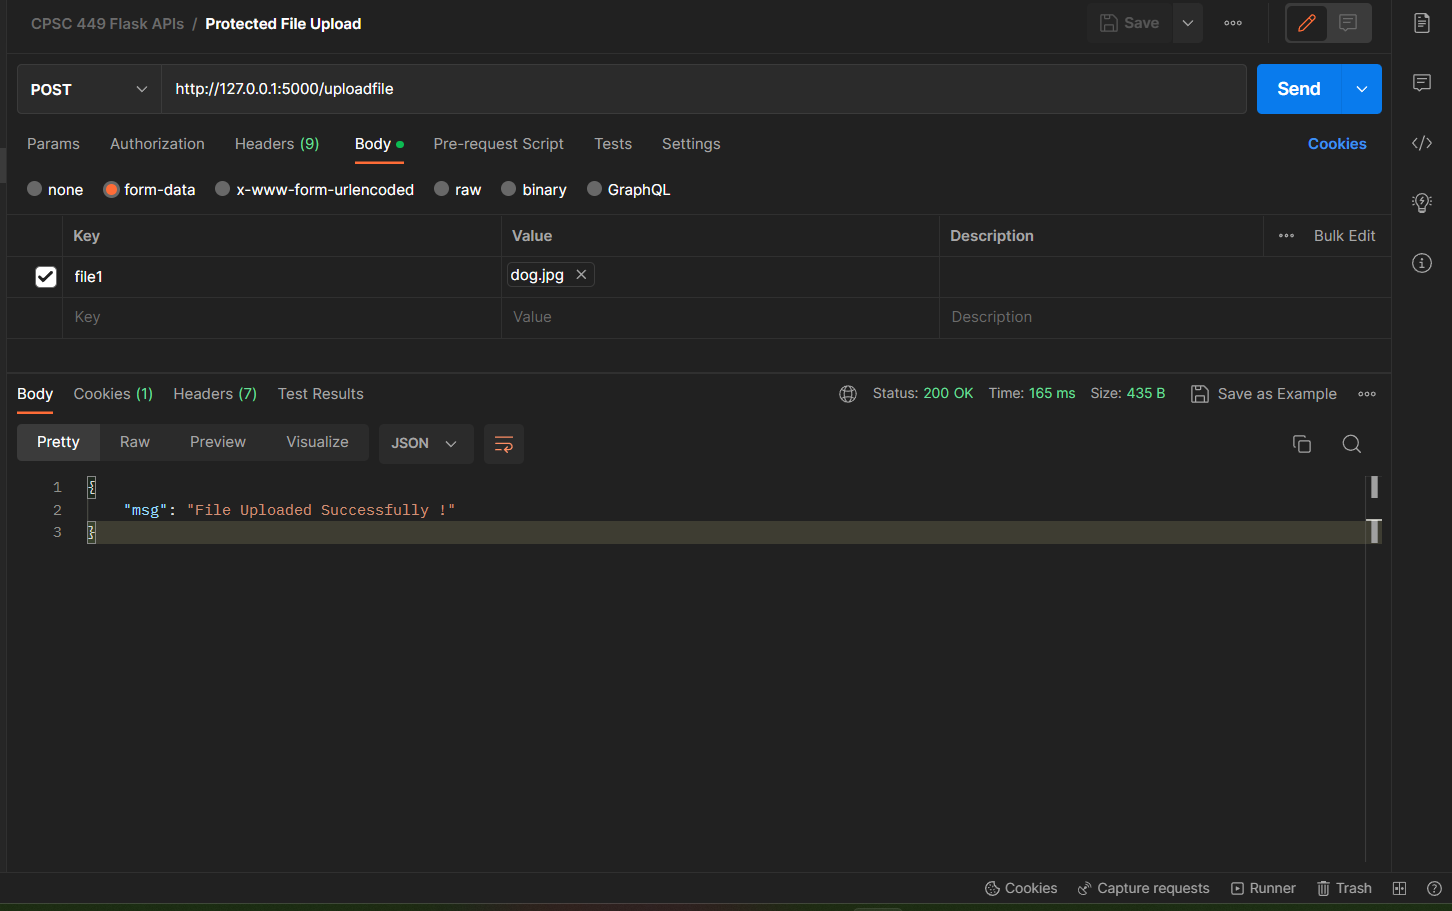 CPSC 449 Flask APIs / Protected File Upload
Save
POST http://127.0.0.1:5000/uploadfile Send
Params Authorization Headers (9) Body Pre-request Script Tests Settings Cookies
none form-data x-www-form-urlencoded raw binary GraphQL
Key Value Description Bulk Edit
file1 dog.jpg
Key Value Description
Body Cookies (1) Headers (7) Test Results Status: 200 OK Time: 165 ms Size: 435 B Save as Example
Pretty Raw Preview Visualize JSON
1 {
2 "msg": "File Uploaded Successfully !"
3 }
Cookies Capture requests Runner Trash